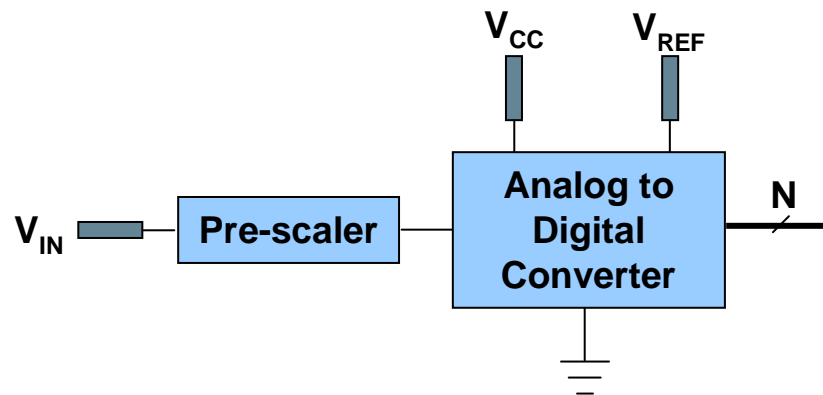 V_CC
V_REF
Analog to
Digital
Converter
N
V_IN
Pre-scaler